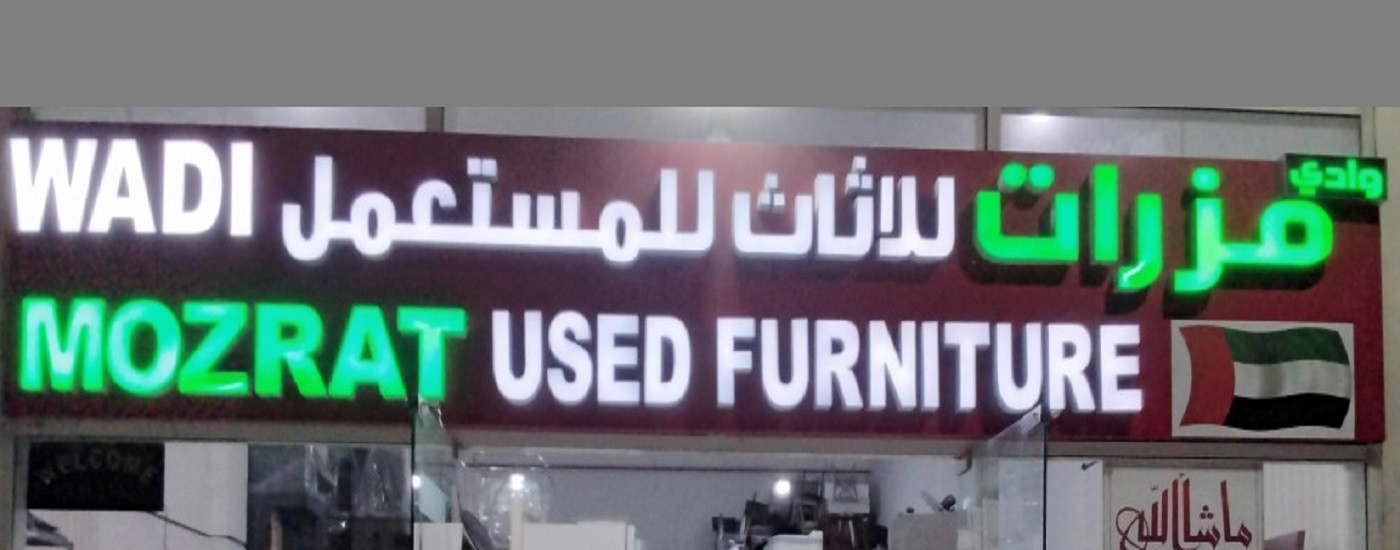 وادي
مزرات للاثاث للمستعمل
WADI
MOZRAT USED FURNITURE
WELCOME
ماشاالله